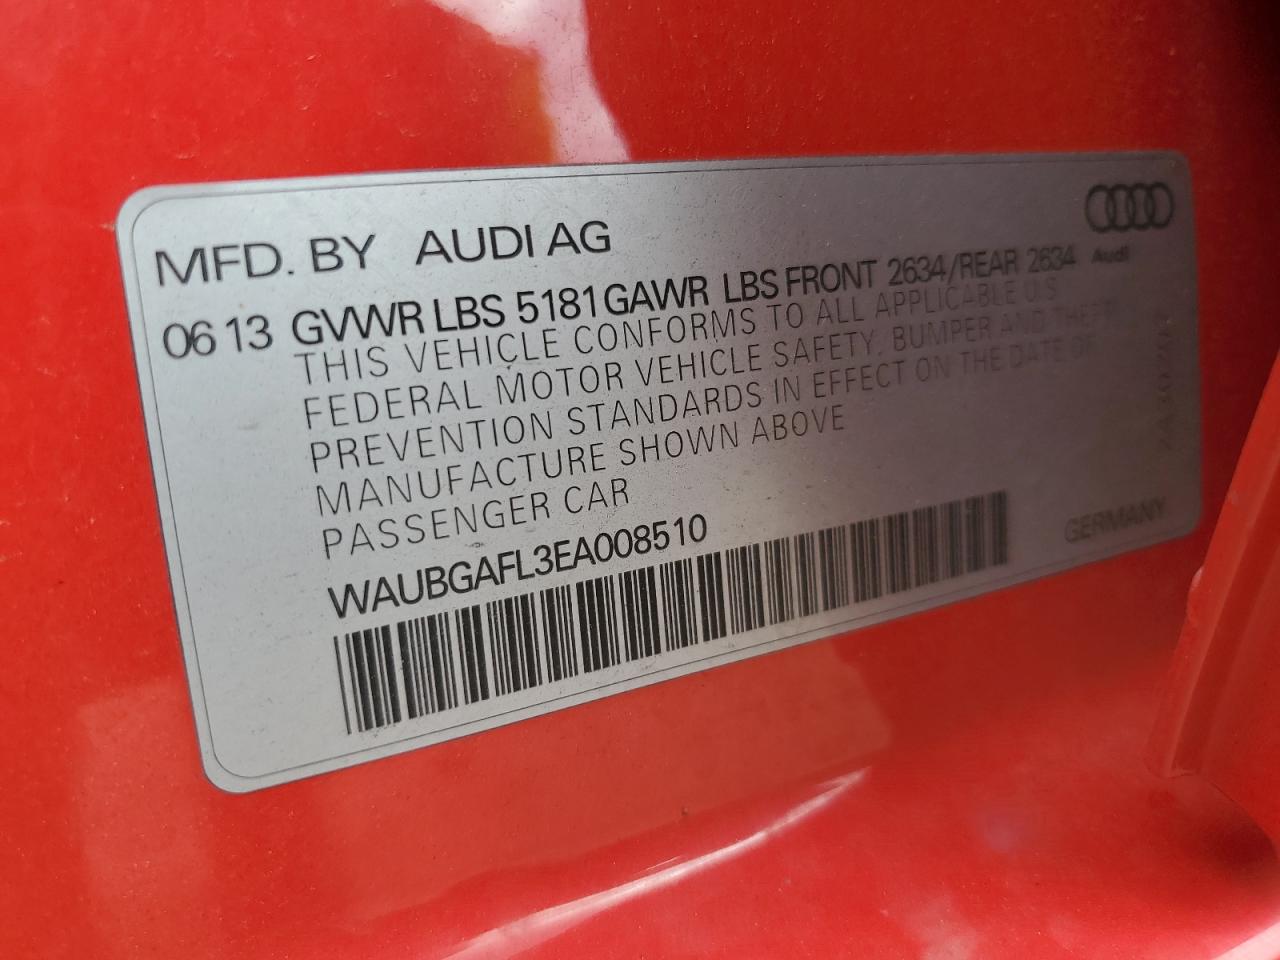 MFD. BY AUDI AG
Audi
06 13 GVWR LBS 5181 GAWR LBS FRONT 2634/REAR 2634
THIS VEHICLE CONFORMS TO ALL APPLICABLE U.S
FEDERAL MOTOR VEHICLE SAFETY, BUMPER AND THEFT
PREVENTION STANDARDS IN EFFECT ON THE DATE OF
MANUFACTURE SHOWN ABOVE
PASSENGER CAR
WAUBGAFL3EA008510
GERMANY